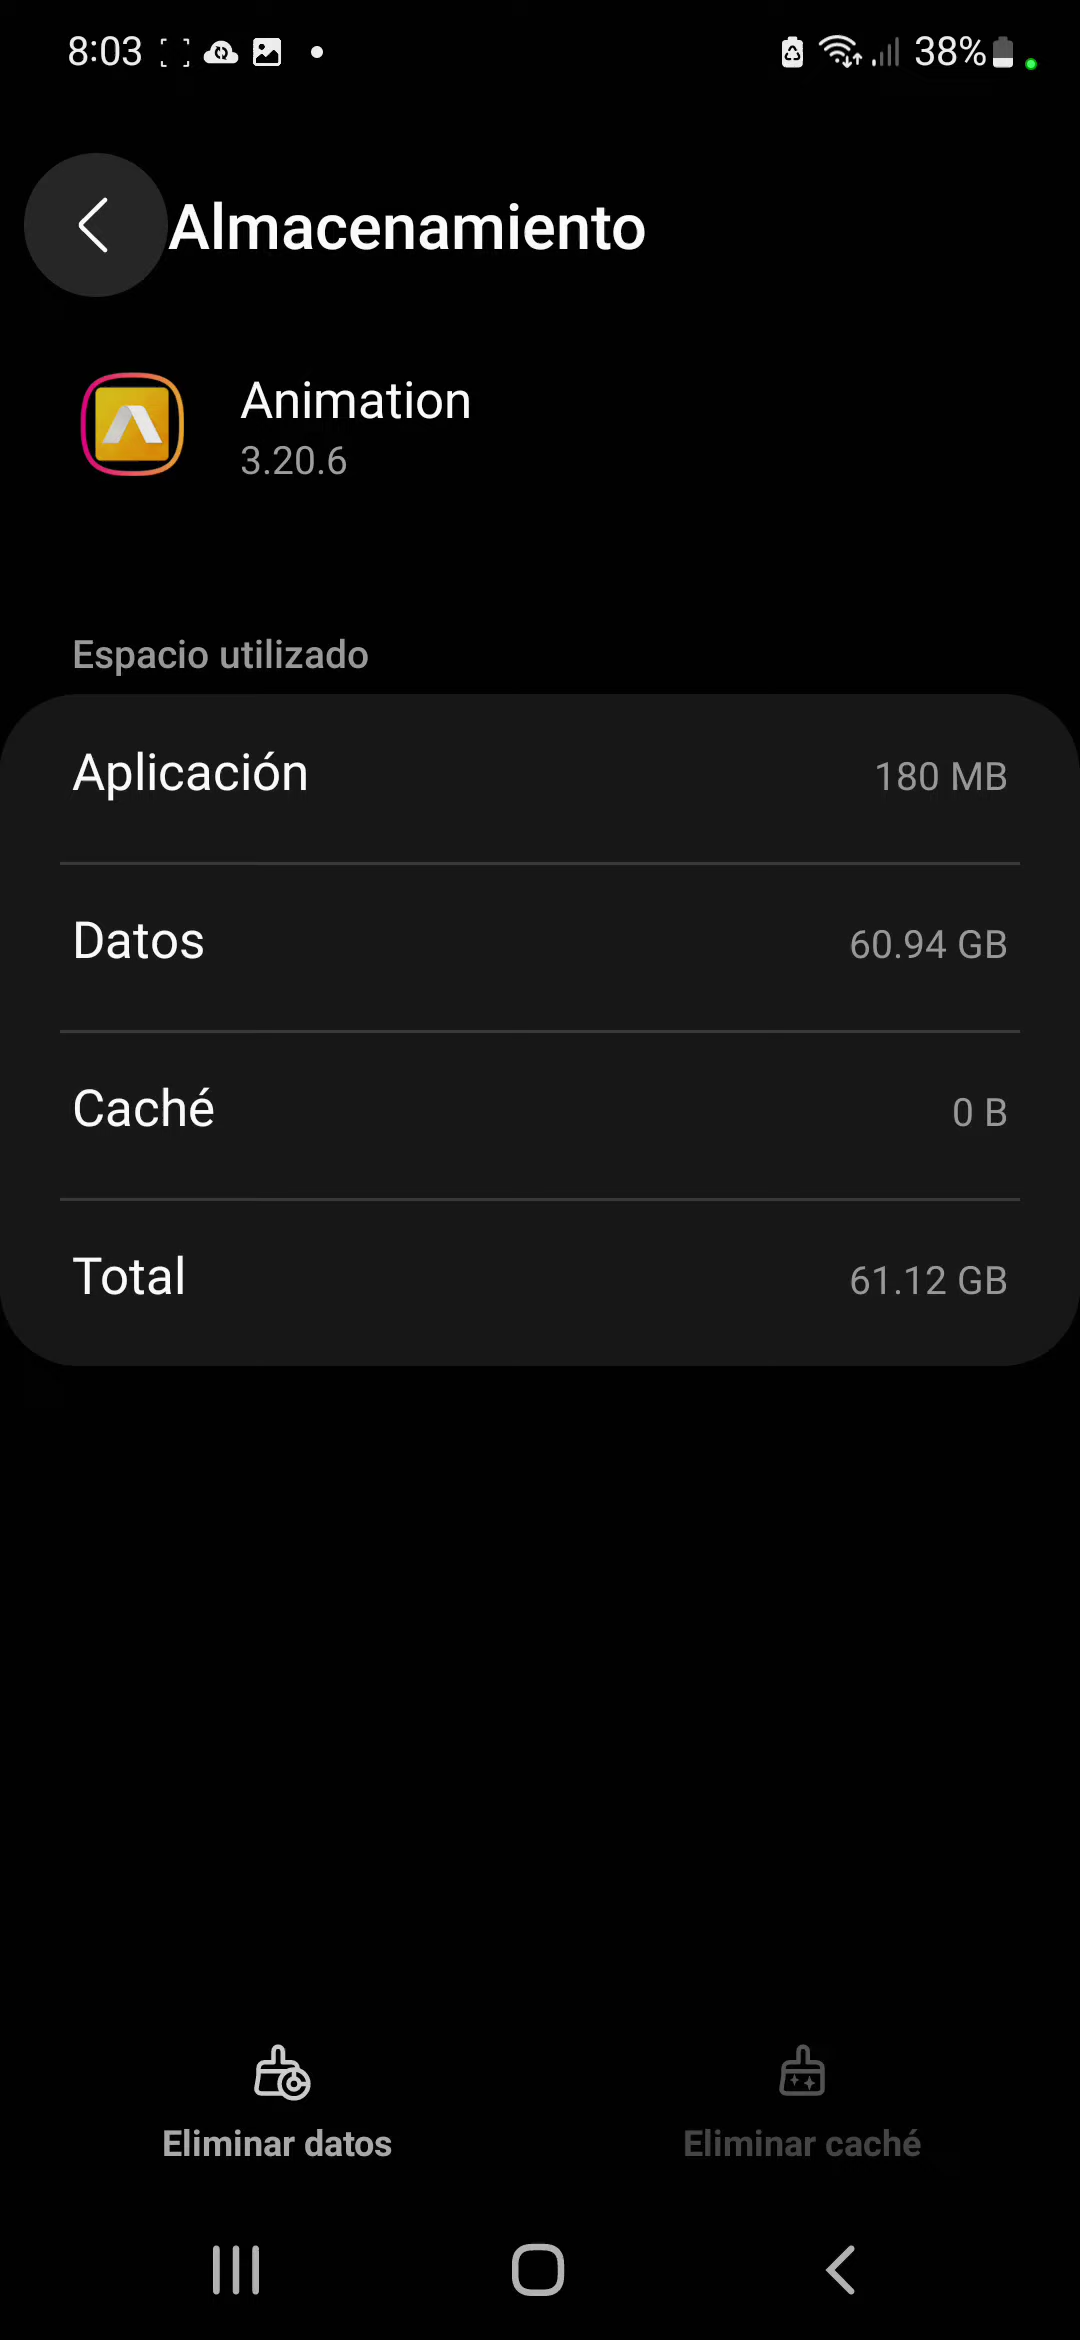 8:03
38%
Almacenamiento
Animation
3.20.6
Espacio utilizado
Aplicación 180 MB
Datos 60.94 GB
Caché 0 B
Total 61.12 GB
Eliminar datos Eliminar caché